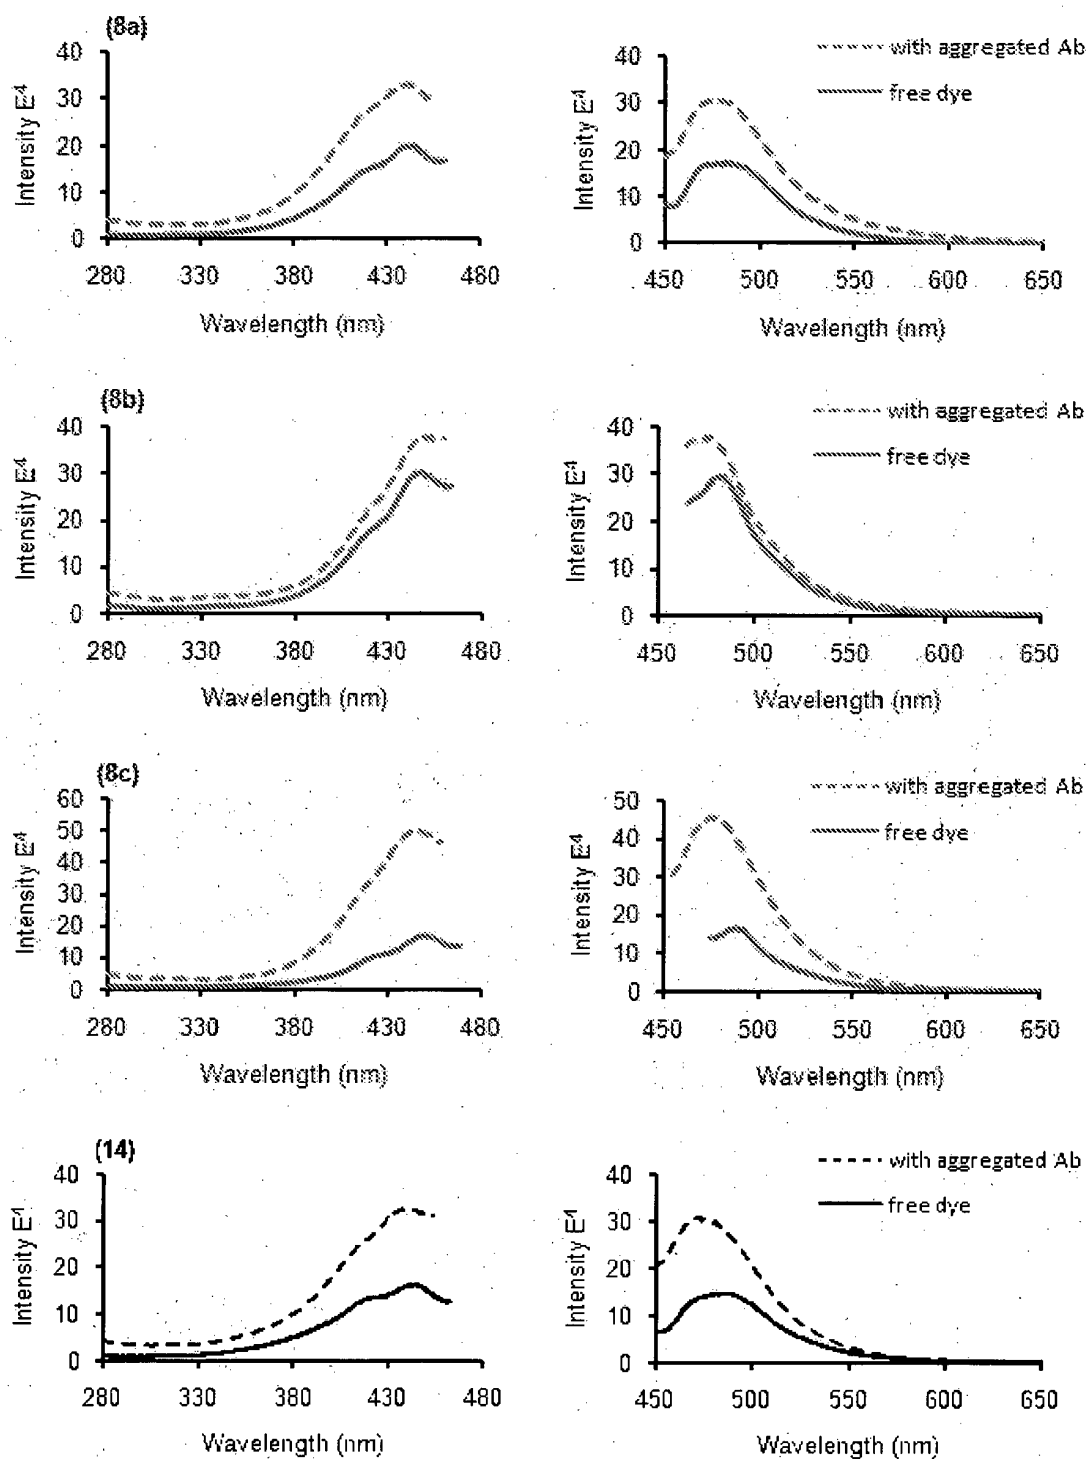 (8a)
40
30
20
10
0
Intensity E4
280 330 380 430 480
Wavelength (nm)
with aggregated Ab
free dye
40
30
20
10
0
Intensity E4
450 500 550 600 650
Wavelength (nm)
(8b)
40
30
20
10
0
Intensity E4
280 330 380 430 480
Wavelength (nm)
with aggregated Ab
free dye
40
30
20
10
0
Intensity E4
450 500 550 600 650
Wavelength (nm)
(8c)
60
50
40
30
20
10
0
Intensity E4
280 330 380 430 480
Wavelength (nm)
with aggregated Ab
free dye
50
40
30
20
10
0
Intensity E4
450 500 550 600 650
Wavelength (nm)
(14)
40
30
20
10
0
Intensity E4
280 330 380 430 480
Wavelength (nm)
with aggregated Ab
free dye
40
30
20
10
0
Intensity E4
450 500 550 600 650
Wavelength (nm)